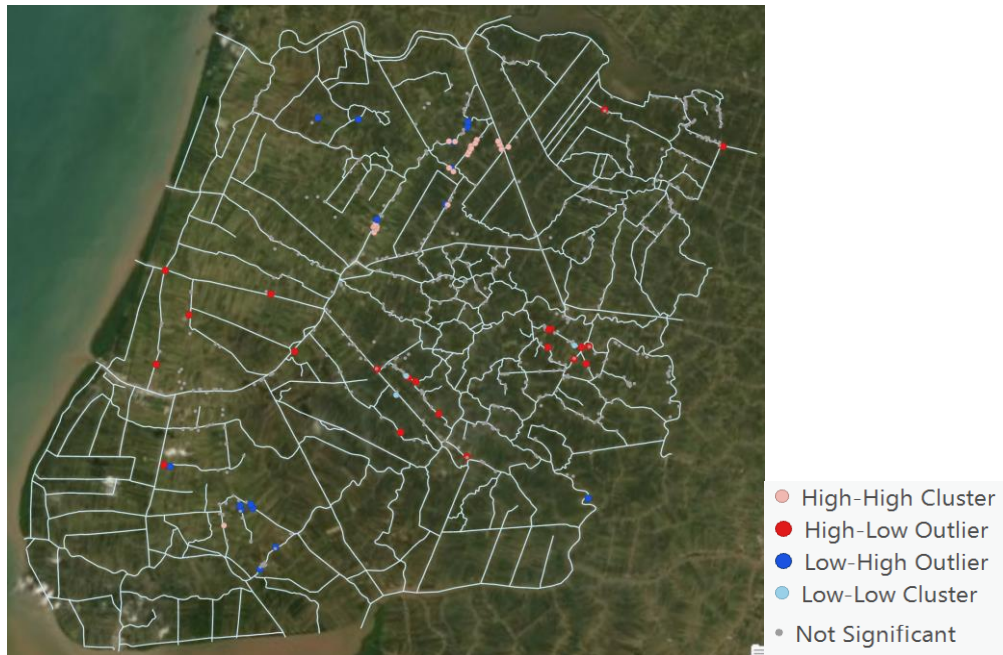 High-High Cluster
High-Low Outlier
Low-High Outlier
Low-Low Cluster
Not Significant